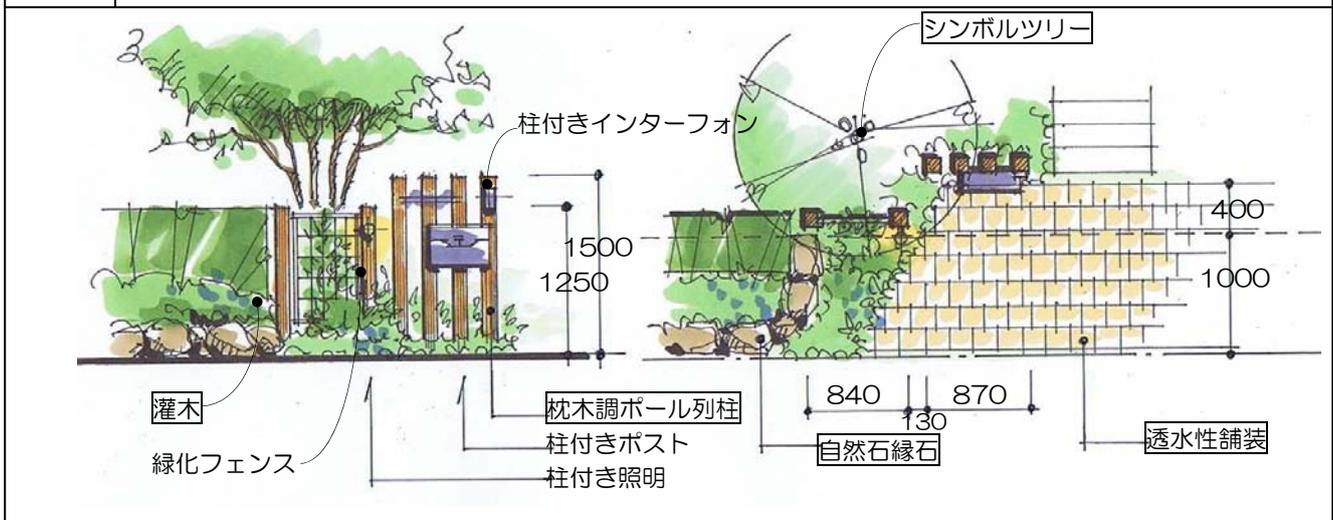 シンボルツリー
柱付きインターフォン
1500
1250
400
1000
灌木
緑化フェンス
枕木調ポール列柱
柱付きポスト
柱付き照明
840
130
870
自然石縁石
透水性舗装